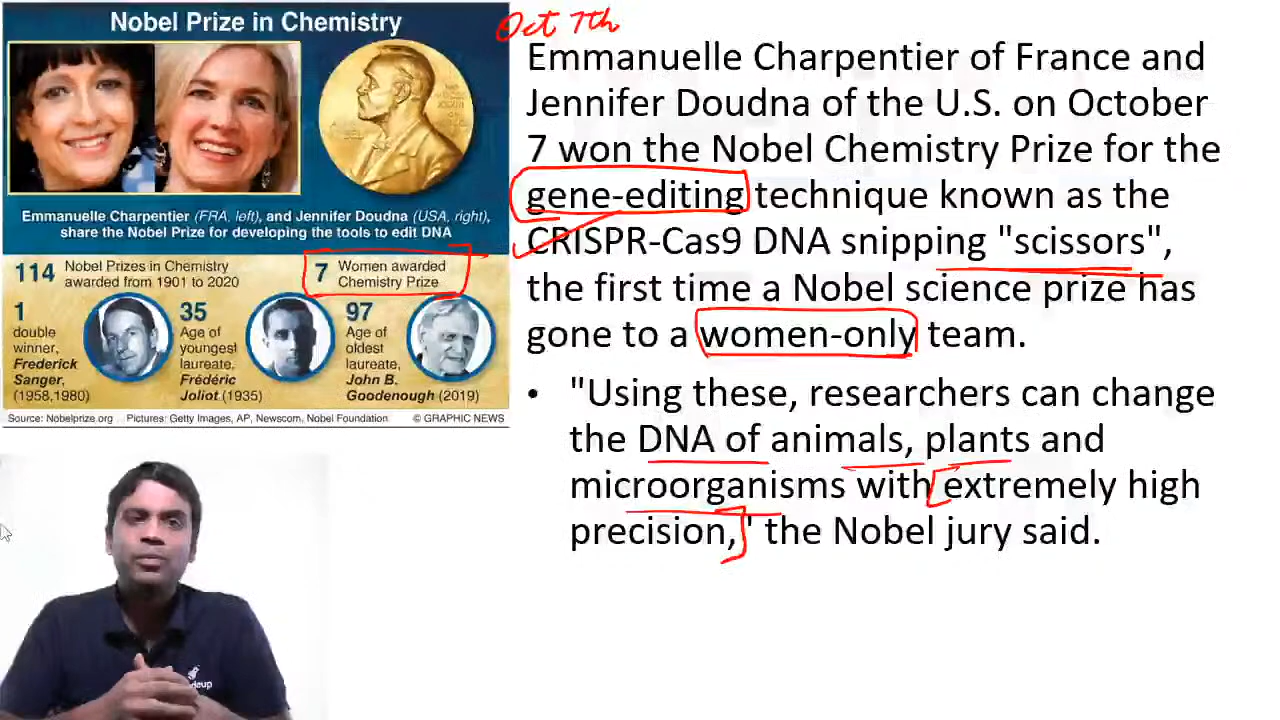 Nobel Prize in Chemistry
Oct 7th
Emmanuelle Charpentier (FRA, left), and Jennifer Doudna (USA, right),
share the Nobel Prize for developing the tools to edit DNA
114 Nobel Prizes in Chemistry
awarded from 1901 to 2020
7 Women awarded
Chemistry Prize
1
double
winner,
Frederick
Sanger,
(1958,1980)
35
Age of
youngest
laureate,
Frédéric
Joliot (1935)
97
Age of
oldest
laureate,
John B.
Goodenough (2019)
Source: Nobelprize.org Pictures: Getty Images, AP, Newscom, Nobel Foundation © GRAPHIC NEWS
Emmanuelle Charpentier of France and
Jennifer Doudna of the U.S. on October
7 won the Nobel Chemistry Prize for the
gene-editing technique known as the
CRISPR-Cas9 DNA snipping "scissors",
the first time a Nobel science prize has
gone to a women-only team.
• "Using these, researchers can change
the DNA of animals, plants and
microorganisms with extremely high
precision," the Nobel jury said.